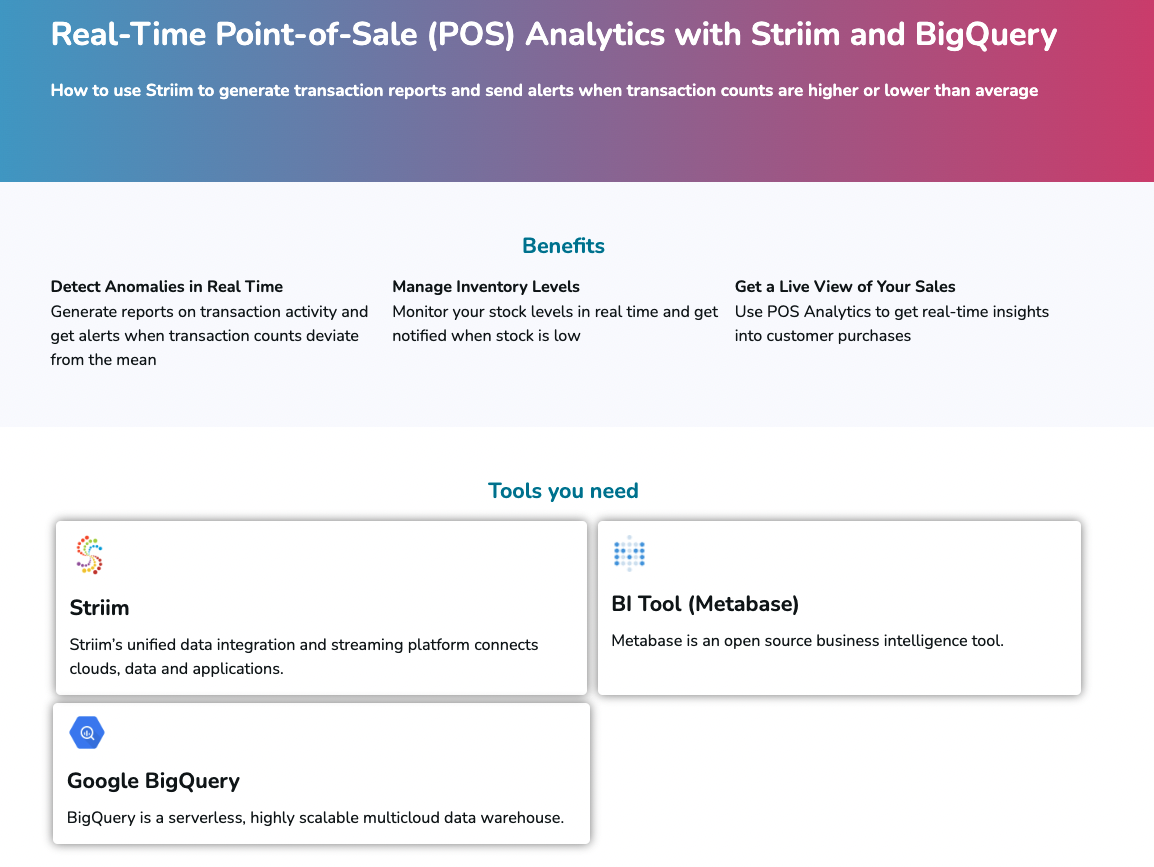 Real-Time Point-of-Sale (POS) Analytics with Striim and BigQuery
How to use Striim to generate transaction reports and send alerts when transaction counts are higher or lower than average
Benefits
Detect Anomalies in Real Time
Generate reports on transaction activity and
get alerts when transaction counts deviate
from the mean
Manage Inventory Levels
Monitor your stock levels in real time and get
notified when stock is low
Get a Live View of Your Sales
Use POS Analytics to get real-time insights
into customer purchases
Tools you need
Striim
Striim’s unified data integration and streaming platform connects
clouds, data and applications.
BI Tool (Metabase)
Metabase is an open source business intelligence tool.
Google BigQuery
BigQuery is a serverless, highly scalable multicloud data warehouse.